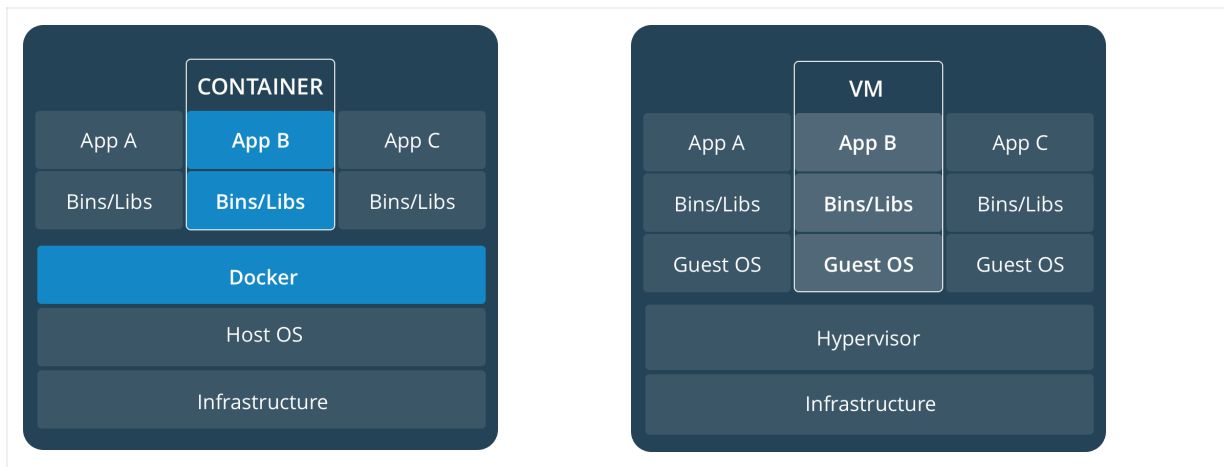 CONTAINER
App A
App B
App C
Bins/Libs
Bins/Libs
Bins/Libs
Docker
Host OS
Infrastructure
VM
App A
App B
App C
Bins/Libs
Bins/Libs
Bins/Libs
Guest OS
Guest OS
Guest OS
Hypervisor
Infrastructure